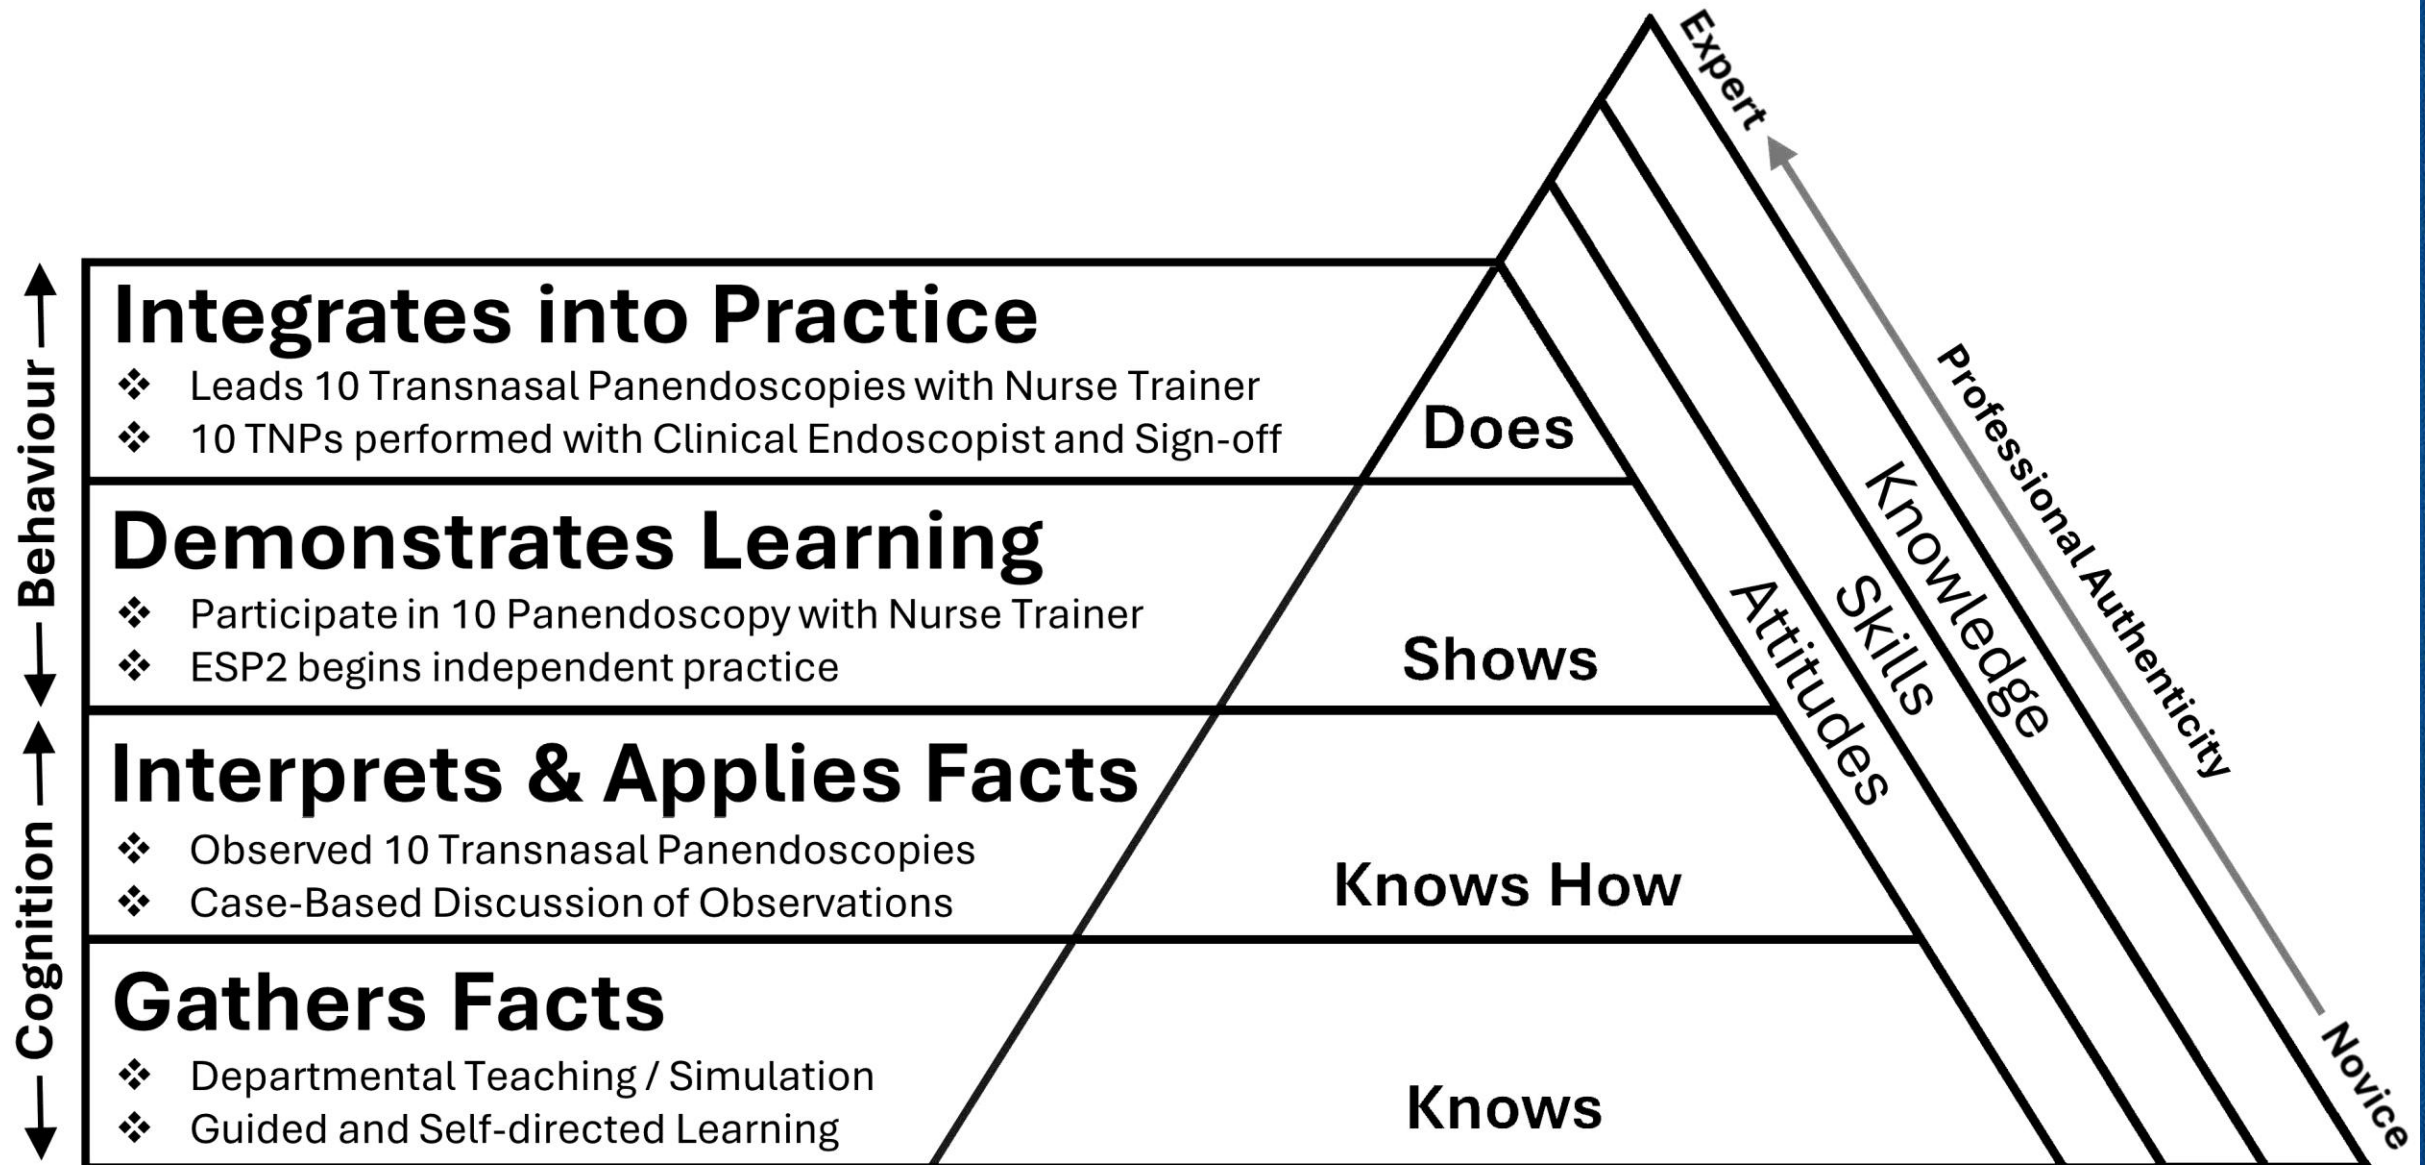 Expert
Integrates into Practice
❖ Leads 10 Transnasal Panendoscopies with Nurse Trainer
❖ 10 TNPs performed with Clinical Endoscopist and Sign-off
Does
Demonstrates Learning
❖ Participate in 10 Panendoscopy with Nurse Trainer
❖ ESP2 begins independent practice
Shows
Behaviour
Interprets & Applies Facts
❖ Observed 10 Transnasal Panendoscopies
❖ Case-Based Discussion of Observations
Knows How
Gathers Facts
❖ Departmental Teaching / Simulation
❖ Guided and Self-directed Learning
Knows
Cognition
Attitudes
Skills
Knowledge
Professional Authenticity
Novice